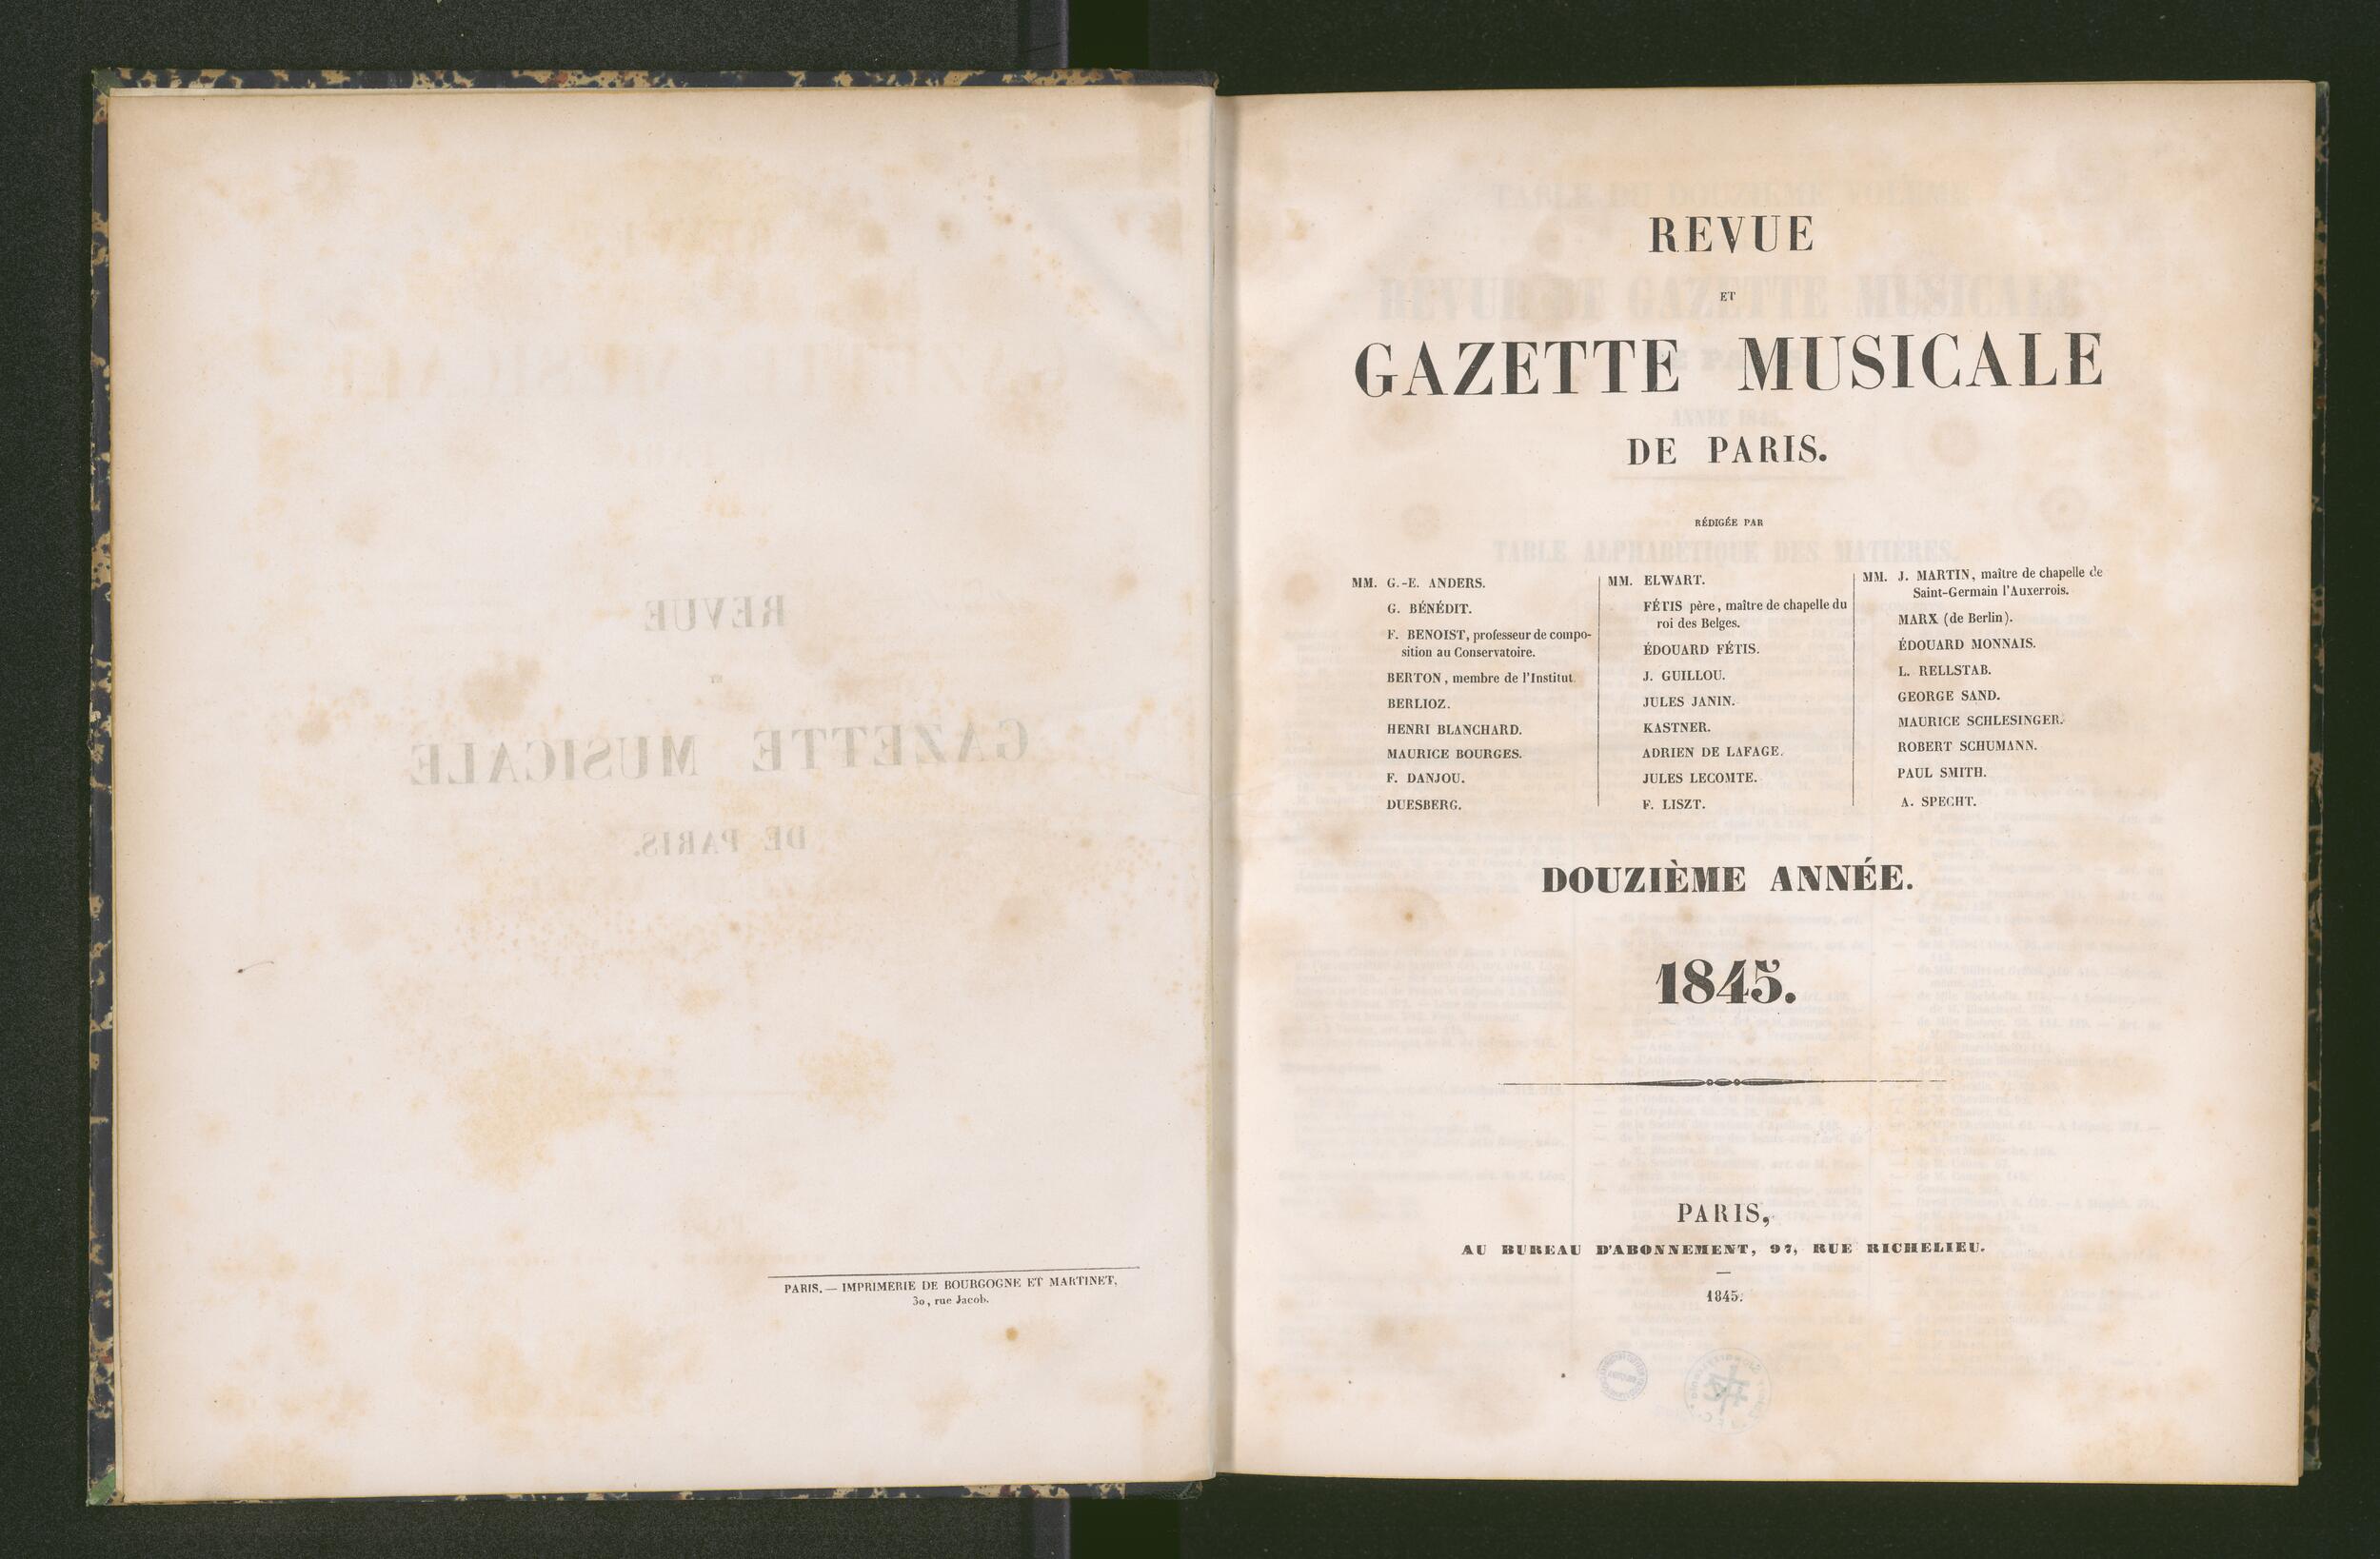 PARIS. — IMPRIMERIE DE BOURGOGNE ET MARTINET,
30, rue Jacob.
REVUE
ET
GAZETTE MUSICALE
DE PARIS.
RÉDIGÉE PAR
MM. G.-E. ANDERS.
G. BÉNÉDIT.
F. BENOIST, professeur de compo-
sition au Conservatoire.
BERTON, membre de l'Institut.
BERLIOZ.
HENRI BLANCHARD.
MAURICE BOURGES.
F. DANJOU.
DUESBERG.
MM. ELWART.
FÉTIS père, maître de chapelle du
roi des Belges.
ÉDOUARD FÉTIS.
J. GUILLOU.
JULES JANIN.
KASTNER.
ADRIEN DE LAFAGE.
JULES LECOMTE.
F. LISZT.
MM. J. MARTIN, maître de chapelle de
Saint-Germain l'Auxerrois.
MARX (de Berlin).
ÉDOUARD MONNAIS.
L. RELLSTAB.
GEORGE SAND.
MAURICE SCHLESINGER.
ROBERT SCHUMANN.
PAUL SMITH.
A. SPECHT.
DOUZIÈME ANNÉE.
1845.
PARIS,
AU BUREAU D'ABONNEMENT, 97, RUE RICHELIEU.
—
1845.